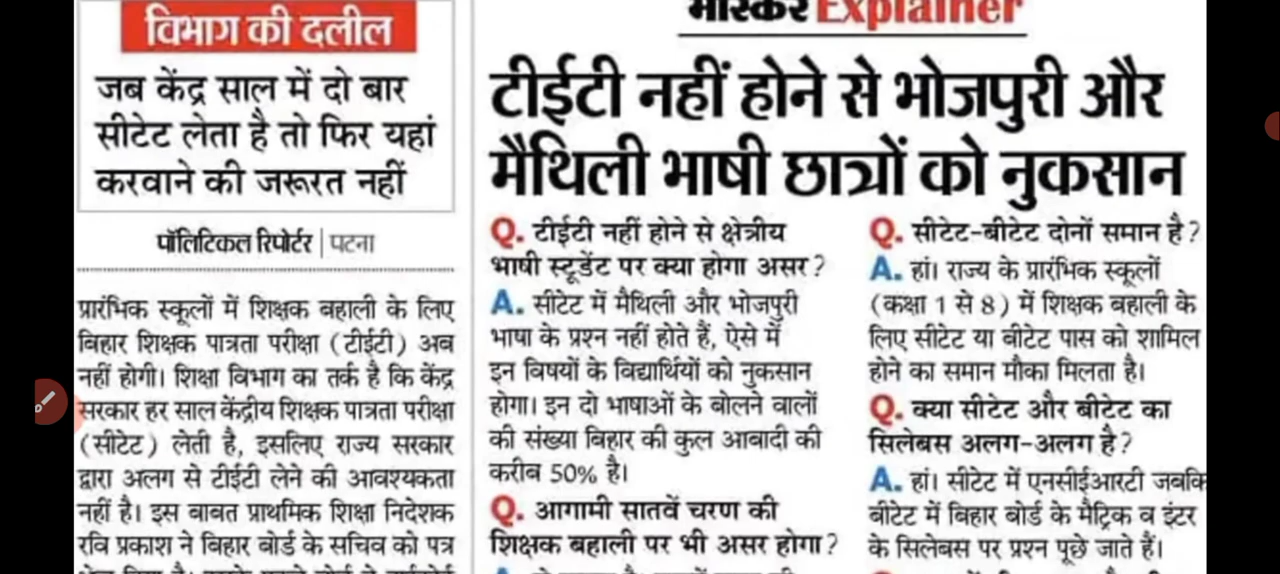 विभाग की दलील
जब केंद्र साल में दो बार
सीटेट लेता है तो फिर यहां
करवाने की जरूरत नहीं
पॉलिटिकल रिपोर्टर | पटना
प्रारंभिक स्कूलों में शिक्षक बहाली के लिए
बिहार शिक्षक पात्रता परीक्षा (टीईटी) अब
नहीं होगी। शिक्षा विभाग का तर्क है कि केंद्र
सरकार हर साल केंद्रीय शिक्षक पात्रता परीक्षा
(सीटेट) लेती है, इसलिए राज्य सरकार
द्वारा अलग से टीईटी लेने की आवश्यकता
नहीं है। इस बाबत प्राथमिक शिक्षा निदेशक
रवि प्रकाश ने बिहार बोर्ड के सचिव को पत्र
भास्कर Explainer
टीईटी नहीं होने से भोजपुरी और
मैथिली भाषी छात्रों को नुकसान
Q. टीईटी नहीं होने से क्षेत्रीय
भाषी स्टूडेंट पर क्या होगा असर?
A. सीटेट में मैथिली और भोजपुरी
भाषा के प्रश्न नहीं होते हैं, ऐसे में
इन विषयों के विद्यार्थियों को नुकसान
होगा। इन दो भाषाओं के बोलने वालों
की संख्या बिहार की कुल आबादी की
करीब 50% है।
Q. आगामी सातवें चरण की
शिक्षक बहाली पर भी असर होगा?
Q. सीटेट-बीटेट दोनों समान है?
A. हां। राज्य के प्रारंभिक स्कूलों
(कक्षा 1 से 8) में शिक्षक बहाली के
लिए सीटेट या बीटेट पास को शामिल
होने का समान मौका मिलता है।
Q. क्या सीटेट और बीटेट का
सिलेबस अलग-अलग है?
A. हां। सीटेट में एनसीईआरटी जबकि
बीटेट में बिहार बोर्ड के मैट्रिक व इंटर
के सिलेबस पर प्रश्न पूछे जाते हैं।